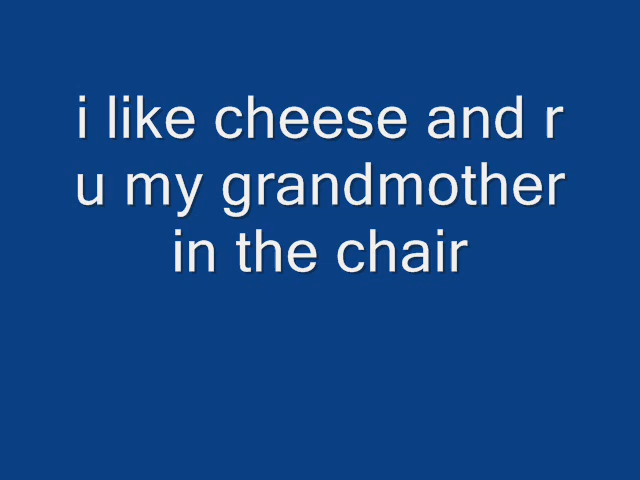 i like cheese and r
u my grandmother
in the chair